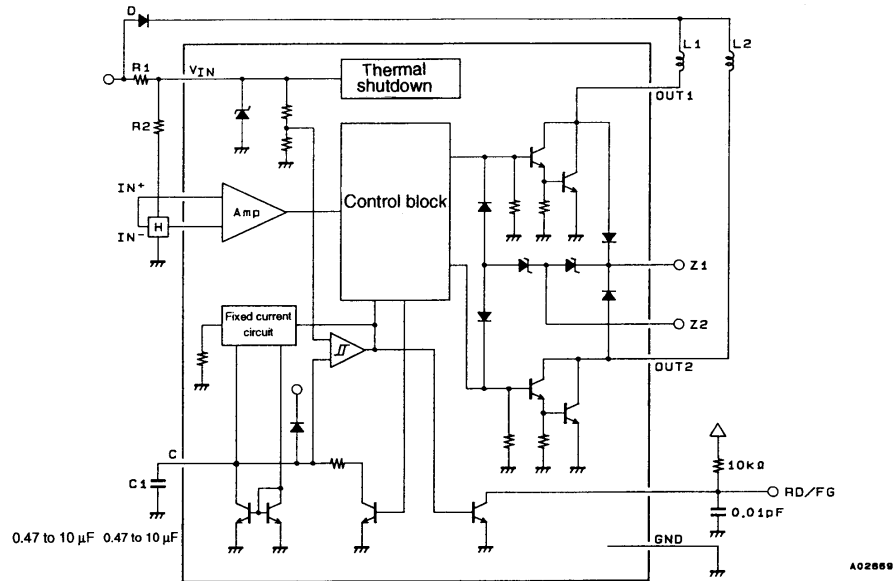 D
L1
L2
R1
VIN
Thermal
shutdown
OUT1
R2
IN+
Amp
Control block
H
IN-
Z1
Z2
Fixed current
circuit
OUT2
C
10kΩ
C1
RD/FG
0.01pF
0.47 to 10 µF 0.47 to 10 µF
GND
A02669